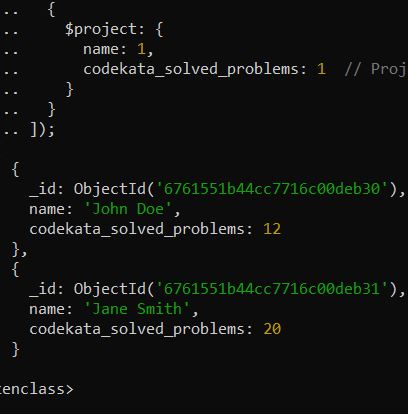 ..   {
..     $project: {
..       name: 1,
..       codekata_solved_problems: 1  // Proj
..     }
..   }
.. ]);
{
  _id: ObjectId('6761551b44cc7716c00deb30'),
  name: 'John Doe',
  codekata_solved_problems: 12
},
{
  _id: ObjectId('6761551b44cc7716c00deb31'),
  name: 'Jane Smith',
  codekata_solved_problems: 20
}
zenclass>